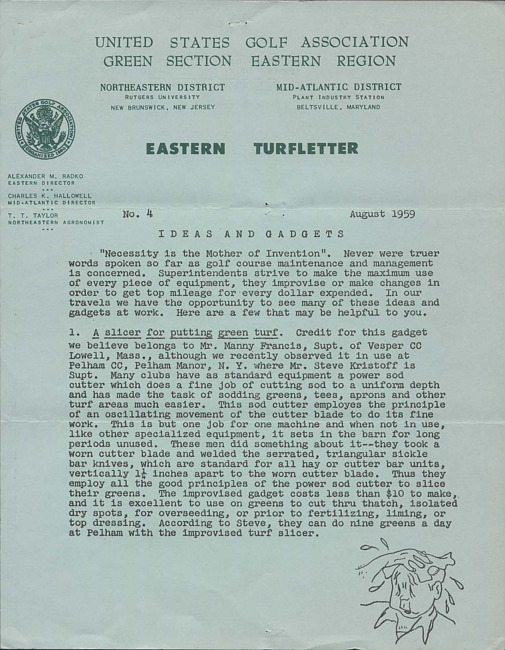 UNITED STATES GOLF ASSOCIATION
GREEN SECTION EASTERN REGION
NORTHEASTERN DISTRICT
RUTGERS UNIVERSITY
NEW BRUNSWICK, NEW JERSEY
MID-ATLANTIC DISTRICT
PLANT INDUSTRY STATION
BELTSVILLE, MARYLAND
EASTERN TURFLETTER
ALEXANDER M. RADKO
EASTERN DIRECTOR
CHARLES K. HALLOWELL
MID-ATLANTIC DIRECTOR
T. T. TAYLOR
NORTHEASTERN AGRONOMIST
No. 4
August 1959
IDEAS AND GADGETS
"Necessity is the Mother of Invention". Never were truer
words spoken so far as golf course maintenance and management
is concerned. Superintendents strive to make the maximum use
of every piece of equipment, they improvise or make changes in
order to get top mileage for every dollar expended. In our
travels we have the opportunity to see many of these ideas and
gadgets at work. Here are a few that may be helpful to you.
1. A slicer for putting green turf. Credit for this gadget
we believe belongs to Mr. Manny Francis, Supt. of Vesper CC
Lowell, Mass., although we recently observed it in use at
Pelham CC, Pelham Manor, N. Y. where Mr. Steve Kristoff is
Supt. Many clubs have as standard equipment a power sod
cutter which does a fine job of cutting sod to a uniform depth
and has made the task of sodding greens, tees, aprons and other
turf areas much easier. This sod cutter employes the principle
of an oscillating movement of the cutter blade to do its fine
work. This is but one job for one machine and when not in use,
like other specialized equipment, it sets in the barn for long
periods unused. These men did something about it--they took a
worn cutter blade and welded the serrated, triangular sickle
bar knives, which are standard for all hay or cutter bar units,
vertically 1¼ inches apart to the worn cutter blade. Thus they
employ all the good principles of the power sod cutter to slice
their greens. The improvised gadget costs less than $10 to make,
and it is excellent to use on greens to cut thru thatch, isolated
dry spots, for overseeding, or prior to fertilizing, liming, or
top dressing. According to Steve, they can do nine greens a day
at Pelham with the improvised turf slicer.